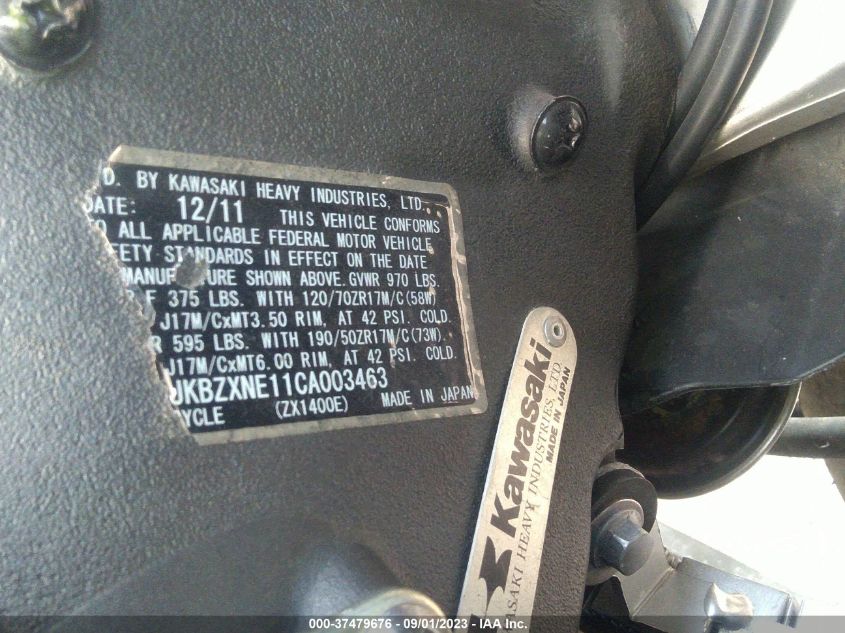 D. BY KAWASAKI HEAVY INDUSTRIES, LTD.
DATE: 12/11 THIS VEHICLE CONFORMS
O ALL APPLICABLE FEDERAL MOTOR VEHICLE
FETY STANDARDS IN EFFECT ON THE DATE
MANUF TURE SHOWN ABOVE. GVWR 970 LBS.
F 375 LBS. WITH 120/70ZR17M/C(58W)
J17M/CxMT3.50 RIM, AT 42 PSI. COLD.
R 595 LBS. WITH 190/50ZR17M/C(73W)
J17M/CxMT6.00 RIM, AT 42 PSI. COLD.
JKBZXNE11CA003463
YCLE (ZX1400E) MADE IN JAPAN
Kawasaki
KAWASAKI HEAVY INDUSTRIES, LTD.
MADE IN JAPAN
000-37479676 - 09/01/2023 - IAA Inc.